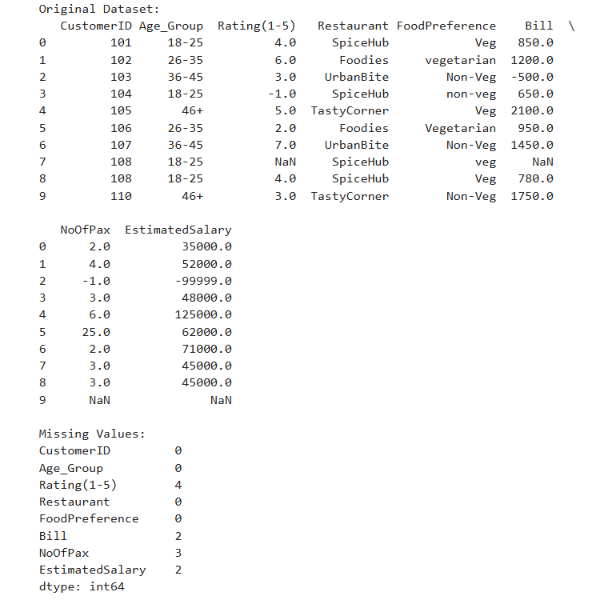 Original Dataset:
CustomerID Age_Group Rating(1-5) Restaurant FoodPreference Bill \
0 101 18-25 4.0 SpiceHub Veg 850.0
1 102 26-35 6.0 Foodies vegetarian 1200.0
2 103 36-45 3.0 UrbanBite Non-Veg -500.0
3 104 18-25 -1.0 SpiceHub non-veg 650.0
4 105 46+ 5.0 TastyCorner Veg 2100.0
5 106 26-35 2.0 Foodies Vegetarian 950.0
6 107 36-45 7.0 UrbanBite Non-Veg 1450.0
7 108 18-25 NaN SpiceHub veg NaN
8 108 18-25 4.0 SpiceHub Veg 780.0
9 110 46+ 3.0 TastyCorner Non-Veg 1750.0
NoOfPax EstimatedSalary
0 2.0 35000.0
1 4.0 52000.0
2 -1.0 -99999.0
3 3.0 48000.0
4 6.0 125000.0
5 25.0 62000.0
6 2.0 71000.0
7 3.0 45000.0
8 3.0 45000.0
9 NaN NaN
Missing Values:
CustomerID 0
Age_Group 0
Rating(1-5) 4
Restaurant 0
FoodPreference 0
Bill 2
NoOfPax 3
EstimatedSalary 2
dtype: int64